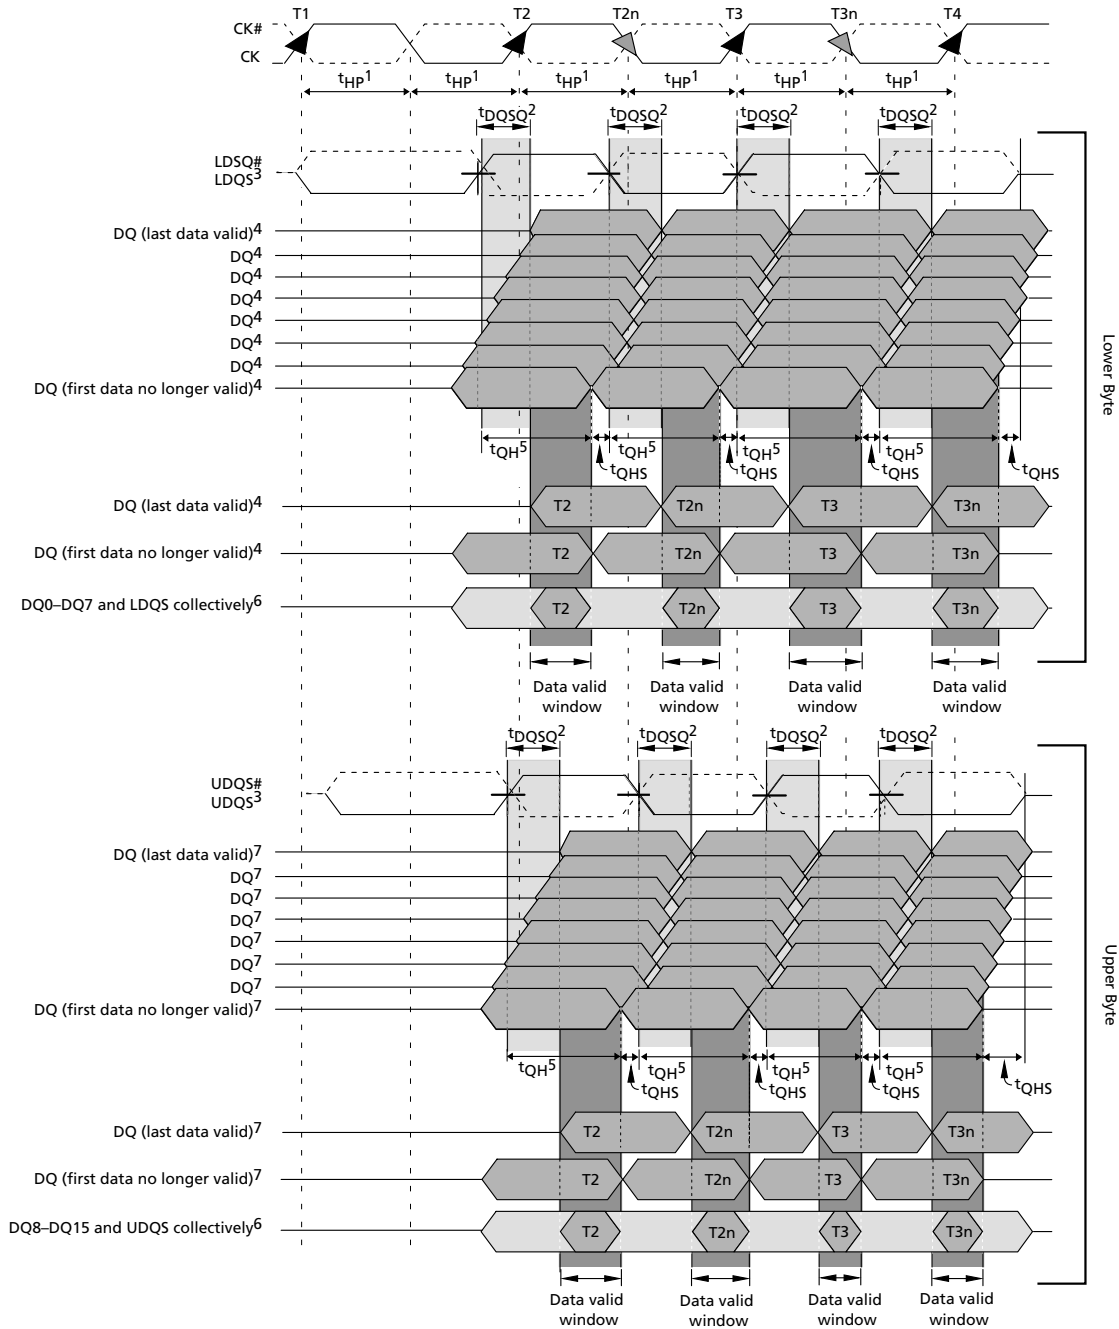 T1 T2 T2n T3 T3n T4
CK#
CK
tHP1 tHP1 tHP1 tHP1 tHP1 tHP1
tDQSQ2 tDQSQ2 tDQSQ2 tDQSQ2
LDSQ#
LDQS3
DQ (last data valid)4
DQ4
DQ4
DQ4
DQ4
DQ4
DQ4
DQ (first data no longer valid)4
Lower Byte
tQH5 tQH5 tQH5 tQH5
tQHS tQHS tQHS tQHS
DQ (last data valid)4 T2 T2n T3 T3n
DQ (first data no longer valid)4 T2 T2n T3 T3n
DQ0–DQ7 and LDQS collectively6 T2 T2n T3 T3n
Data valid Data valid Data valid Data valid
window window window window
tDQSQ2 tDQSQ2 tDQSQ2 tDQSQ2
UDQS#
UDQS3
DQ (last data valid)7
DQ7
DQ7
DQ7
DQ7
DQ7
DQ7
DQ (first data no longer valid)7
Upper Byte
tQH5 tQH5 tQH5 tQH5
tQHS tQHS tQHS tQHS
DQ (last data valid)7 T2 T2n T3 T3n
DQ (first data no longer valid)7 T2 T2n T3 T3n
DQ8–DQ15 and UDQS collectively6 T2 T2n T3 T3n
Data valid Data valid Data valid Data valid
window window window window